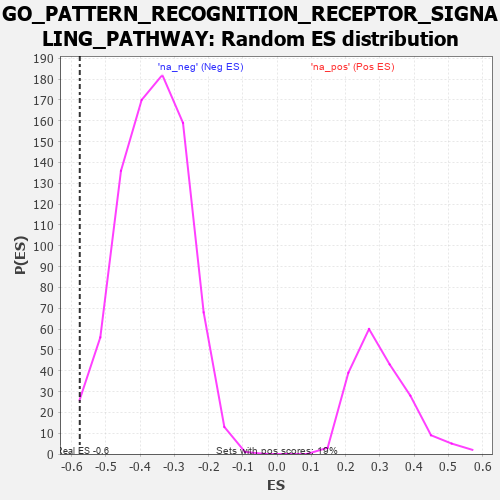 GO_PATTERN_RECOGNITION_RECEPTOR_SIGNA
LING_PATHWAY: Random ES distribution
'na_neg' (Neg ES) 'na_pos' (Pos ES)
190
180
170
160
150
140
130
120
110
100
90
80
70
60
50
40
30
20
10
0
P(ES)
ES -0.6
Sets with pos scores: 19%
-0.6 -0.5 -0.4 -0.3 -0.2 -0.1 0.0 0.1 0.2 0.3 0.4 0.5 0.6
ES